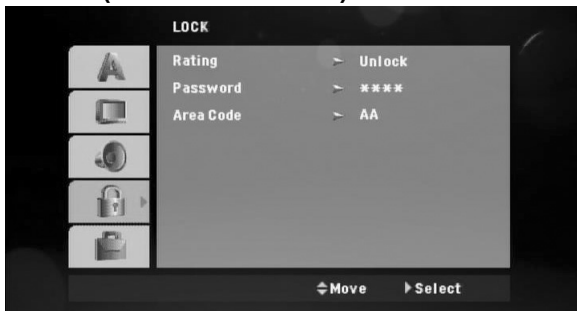 LOCK
Rating ➣ Unlock
Password ➣ ****
Area Code ➣ AA
Move Select